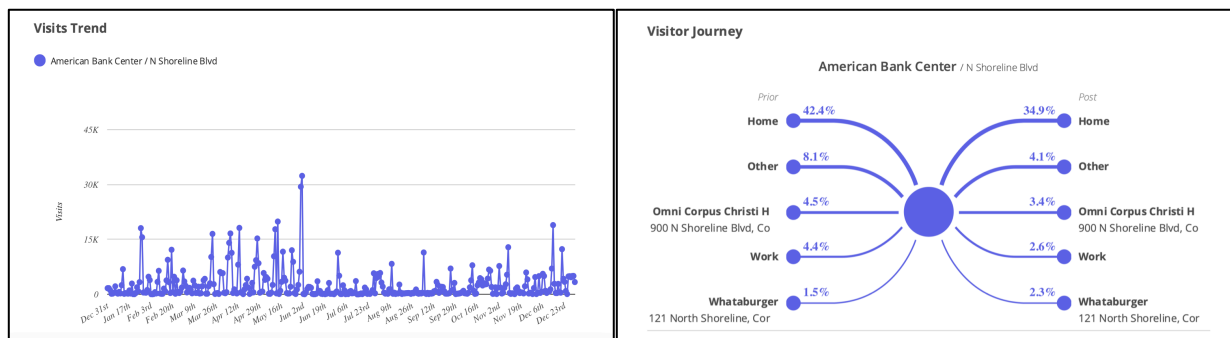 Visits Trend
American Bank Center / N Shoreline Blvd
45K
30K
15K
0
Visits
Dec 31st
Jan 17th
Feb 3rd
Feb 20th
Mar 9th
Mar 26th
Apr 12th
Apr 29th
May 16th
Jun 2nd
Jun 19th
Jul 6th
Jul 23rd
Aug 9th
Aug 26th
Sep 12th
Sep 29th
Oct 16th
Nov 2nd
Nov 19th
Dec 6th
Dec 23rd
Visitor Journey
American Bank Center / N Shoreline Blvd
Prior
Post
42.4%
34.9%
Home
Home
8.1%
4.1%
Other
Other
4.5%
3.4%
Omni Corpus Christi H
Omni Corpus Christi H
900 N Shoreline Blvd, Co
900 N Shoreline Blvd, Co
4.4%
2.6%
Work
Work
1.5%
2.3%
Whataburger
Whataburger
121 North Shoreline, Cor
121 North Shoreline, Cor